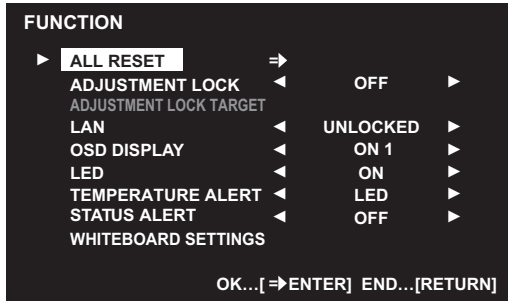 FUNCTION
ALL RESET
ADJUSTMENT LOCK OFF
ADJUSTMENT LOCK TARGET
LAN UNLOCKED
OSD DISPLAY ON 1
LED ON
TEMPERATURE ALERT LED
STATUS ALERT OFF
WHITEBOARD SETTINGS
OK…[ENTER] END…[RETURN]